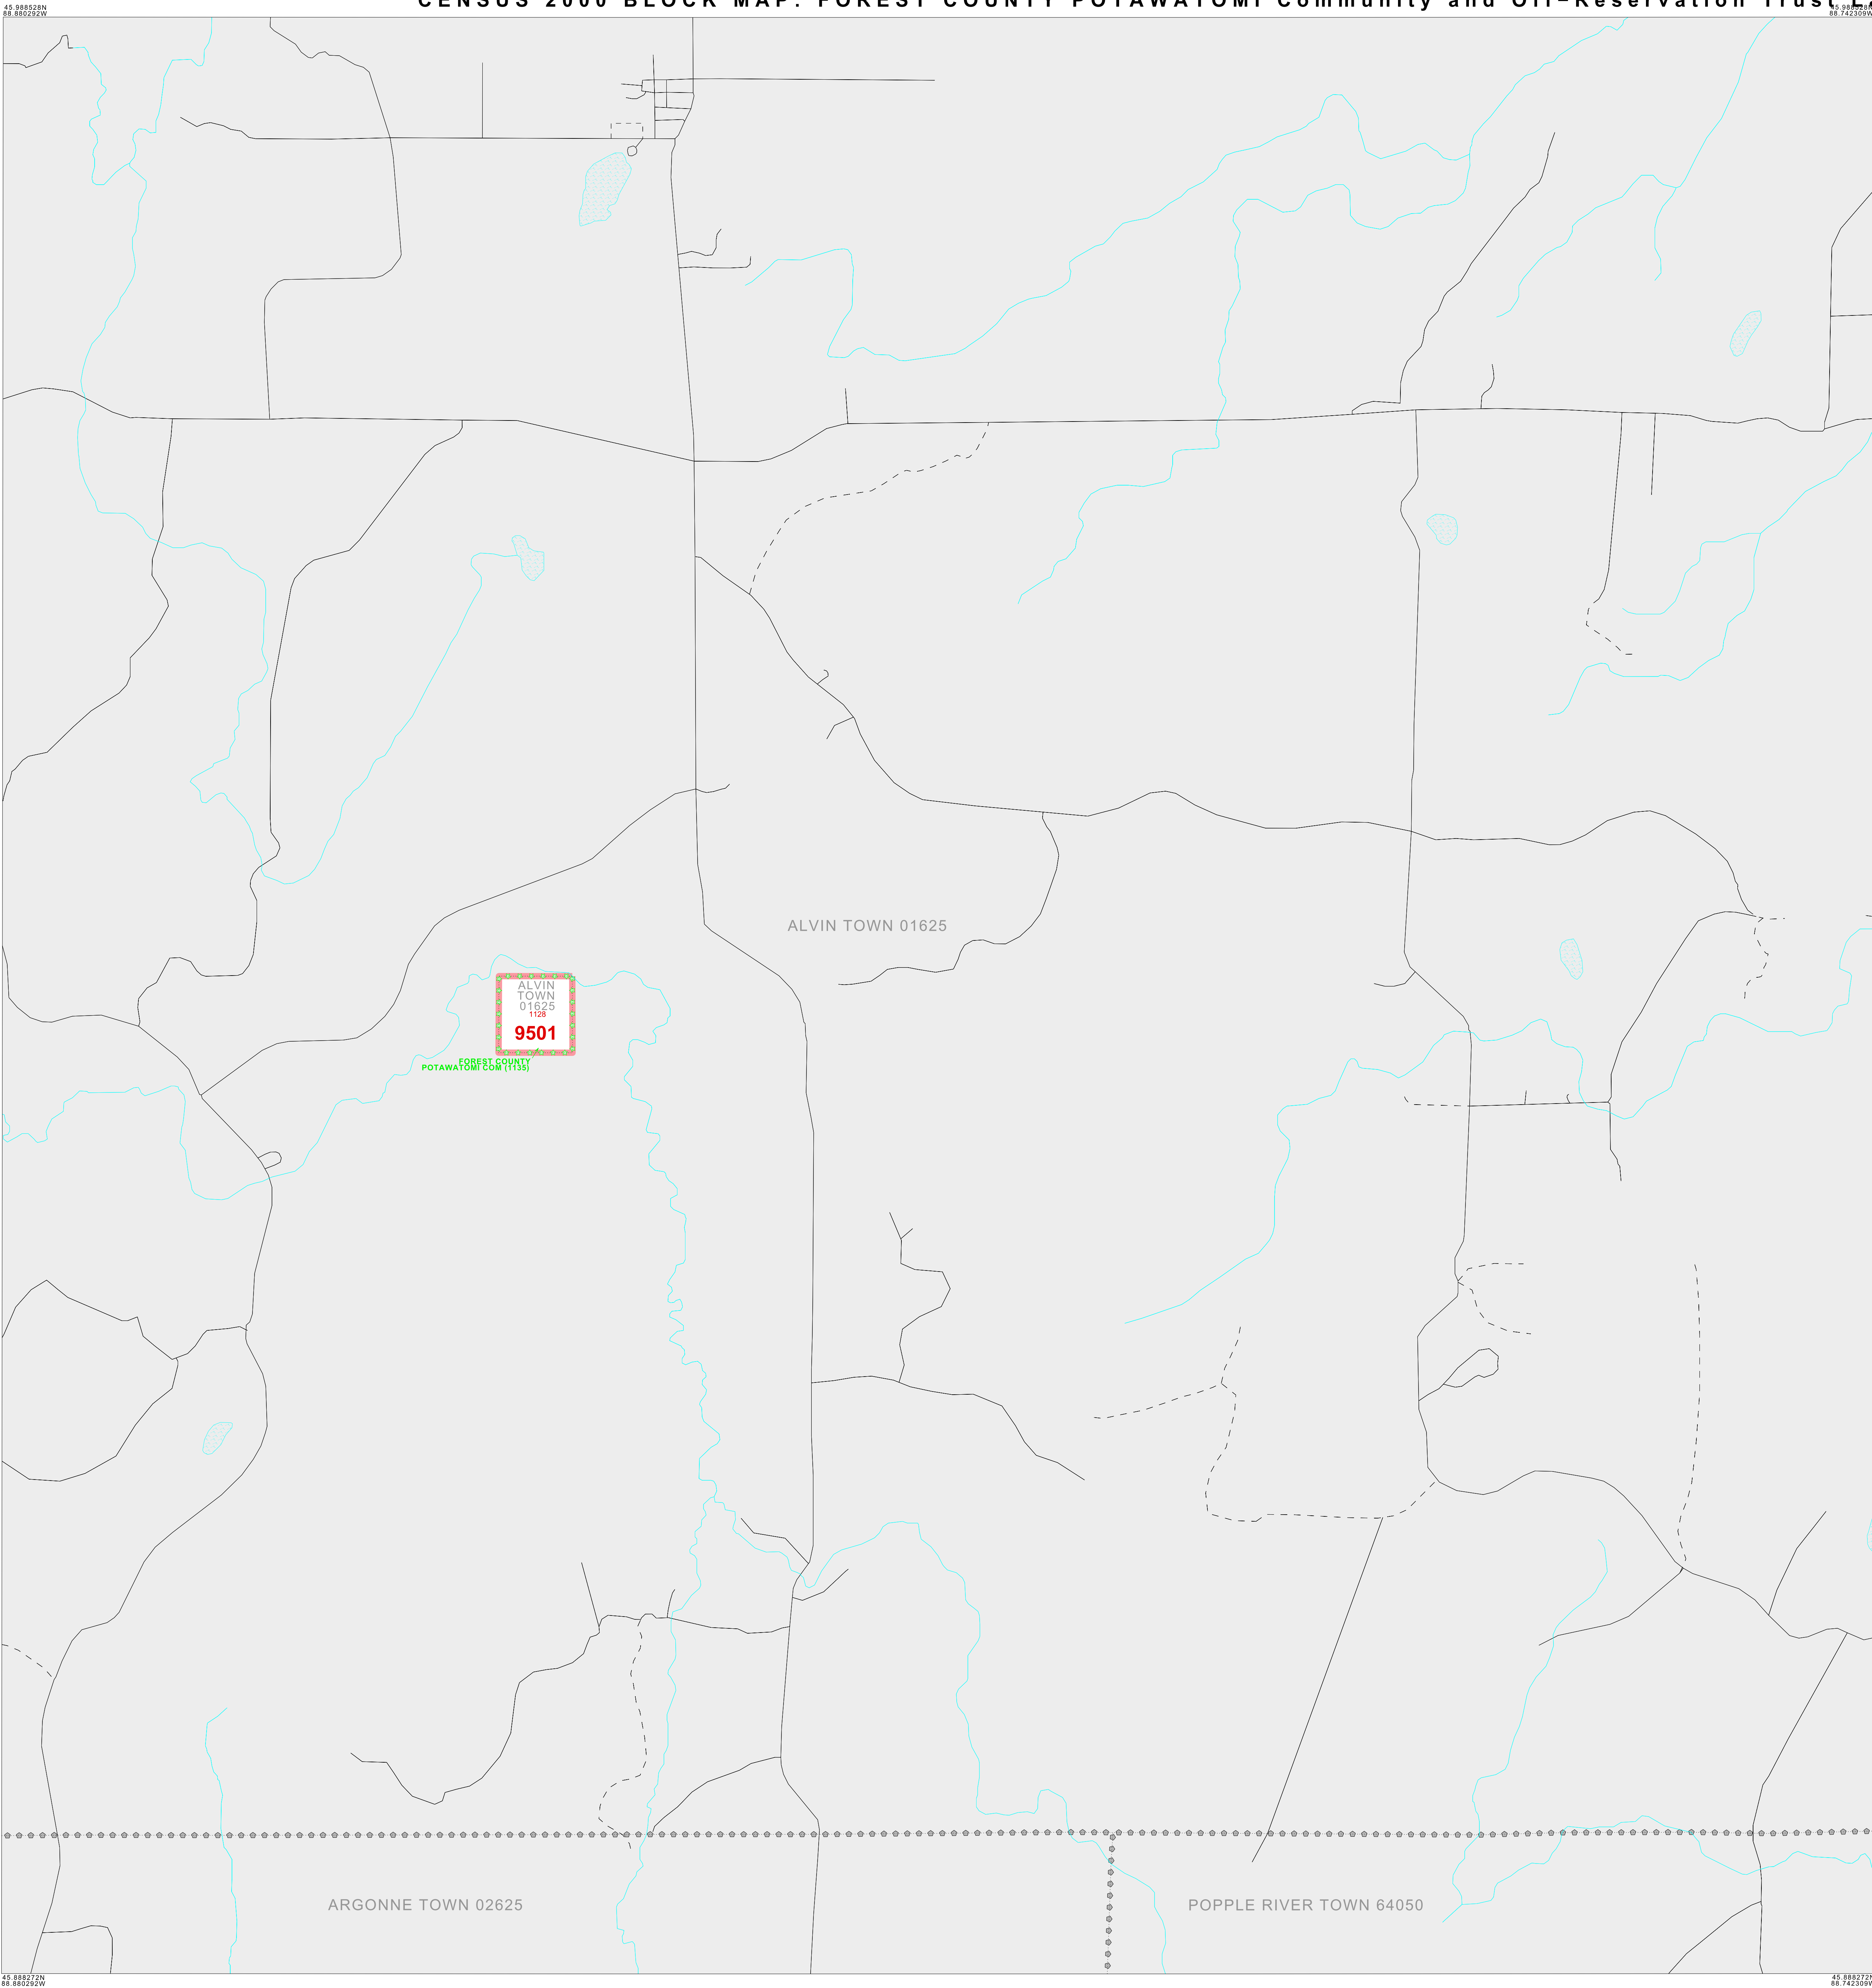 CENSUS 2000 BLOCK MAP: FOREST COUNTY POTAWATOMI Community and Off-Reservation Trust
45.988528N
88.880292W
45.988528N
88.742309W
ALVIN TOWN 01625
ALVIN
TOWN
01625
1128
9501
FOREST COUNTY
POTAWATOMI COM (1135)
ARGONNE TOWN 02625
POPPLE RIVER TOWN 64050
45.888272N
88.880292W
45.888272N
88.742309W